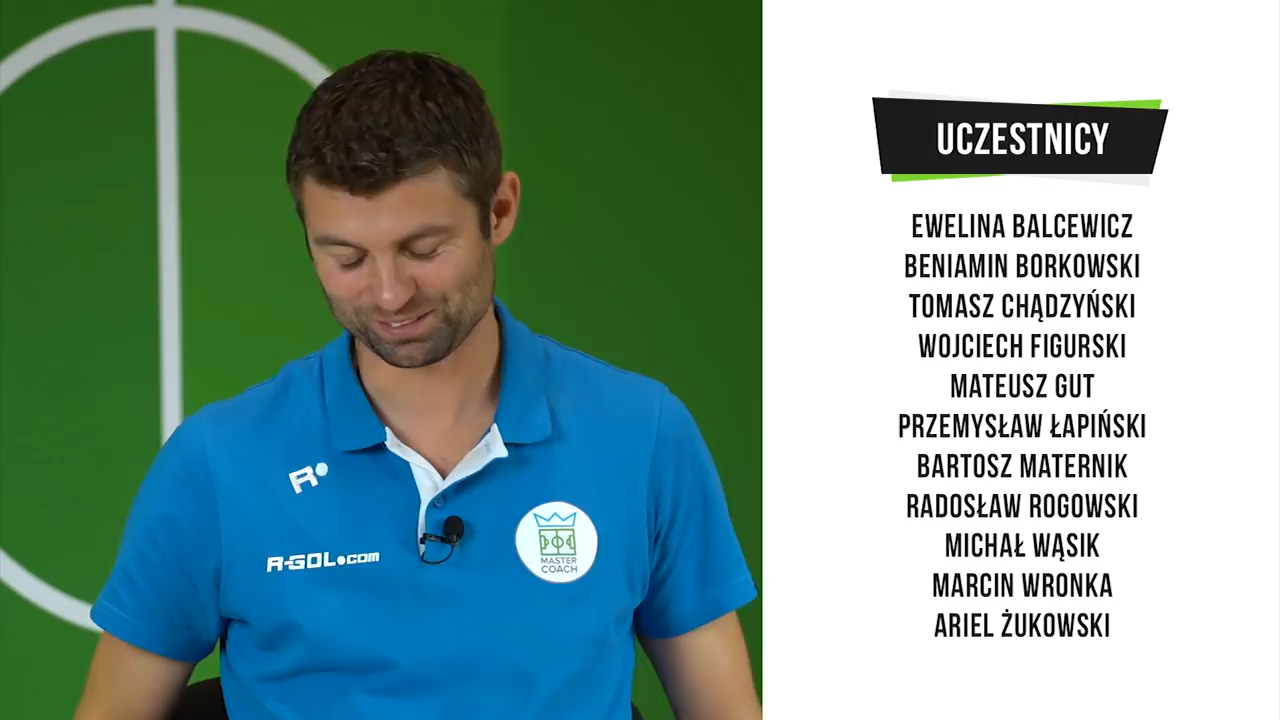 R
R-GOL.COM
MASTER
COACH
UCZESTNICY
EWELINA BALCEWICZ
BENIAMIN BORKOWSKI
TOMASZ CHĄDZYŃSKI
WOJCIECH FIGURSKI
MATEUSZ GUT
PRZEMYSŁAW ŁAPIŃSKI
BARTOSZ MATERNIK
RADOSŁAW ROGOWSKI
MICHAŁ WĄSIK
MARCIN WRONKA
ARIEL ŻUKOWSKI